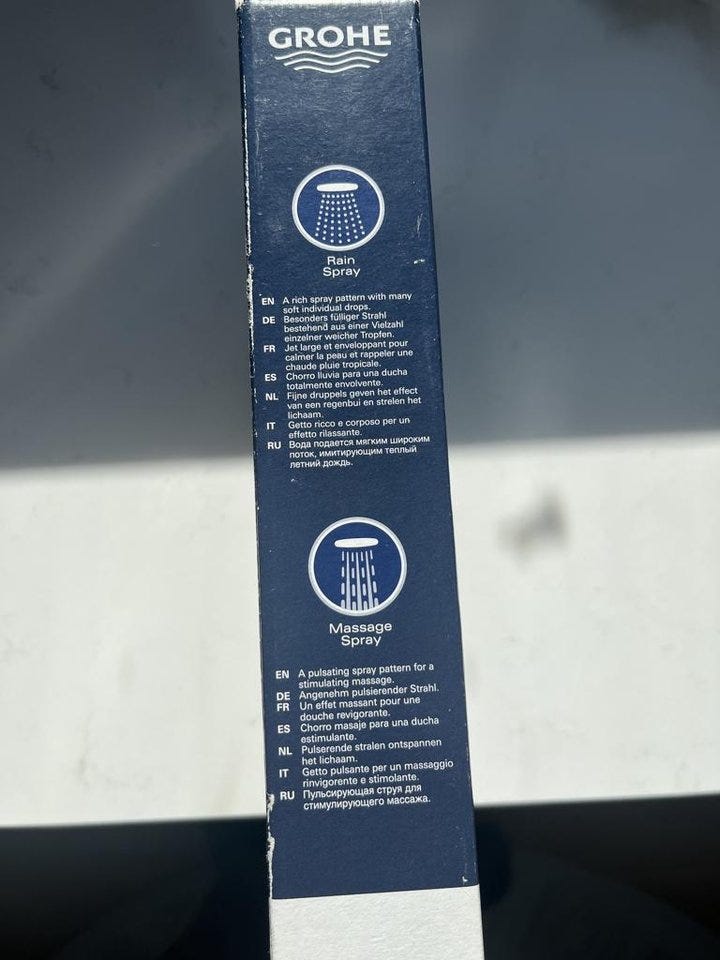 GROHE
Rain
Spray
EN A rich spray pattern with many
soft individual drops.
DE Besonders fülliger Strahl
bestehend aus einer Vielzahl
einzelner weicher Tropfen.
FR Jet large et enveloppant pour
calmer la peau et rappeler une
chaude pluie tropicale.
ES Chorro lluvia para una ducha
totalmente envolvente.
NL Fijne druppels geven het effect
van een regenbui en strelen het
lichaam.
IT Getto ricco e corposo per un
effetto rilassante.
RU Вода подается мягким широким
поток, имитирующим теплый
летний дождь.
Massage
Spray
EN A pulsating spray pattern for a
stimulating massage.
DE Angenehm pulsierender Strahl.
FR Un effet massant pour une
douche revigorante.
ES Chorro masaje para una ducha
estimulante.
NL Pulserende stralen ontspannen
het lichaam.
IT Getto pulsante per un massaggio
rinvigorente e stimolante.
RU Пульсирующая струя для
стимулирующего массажа.